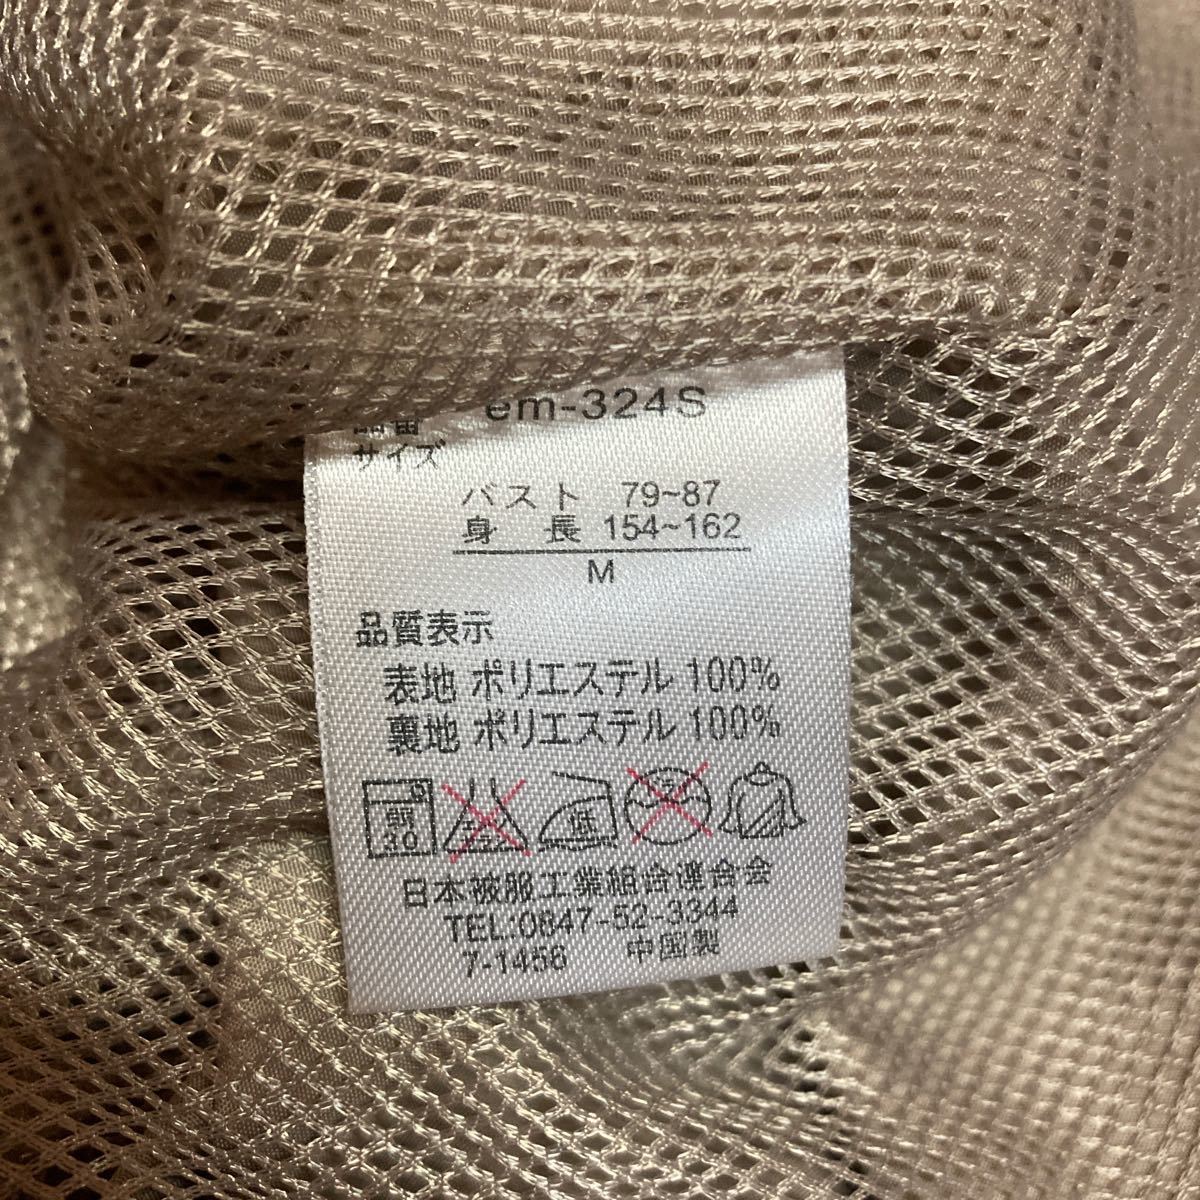 品番 em-324S
サイズ
バスト 79~87
身 長 154~162
M
品質表示
表地 ポリエステル 100%
裏地 ポリエステル 100%
弱 30 低
日本被服工業組合連合会
TEL:0847-52-3344
7-1456 中国製